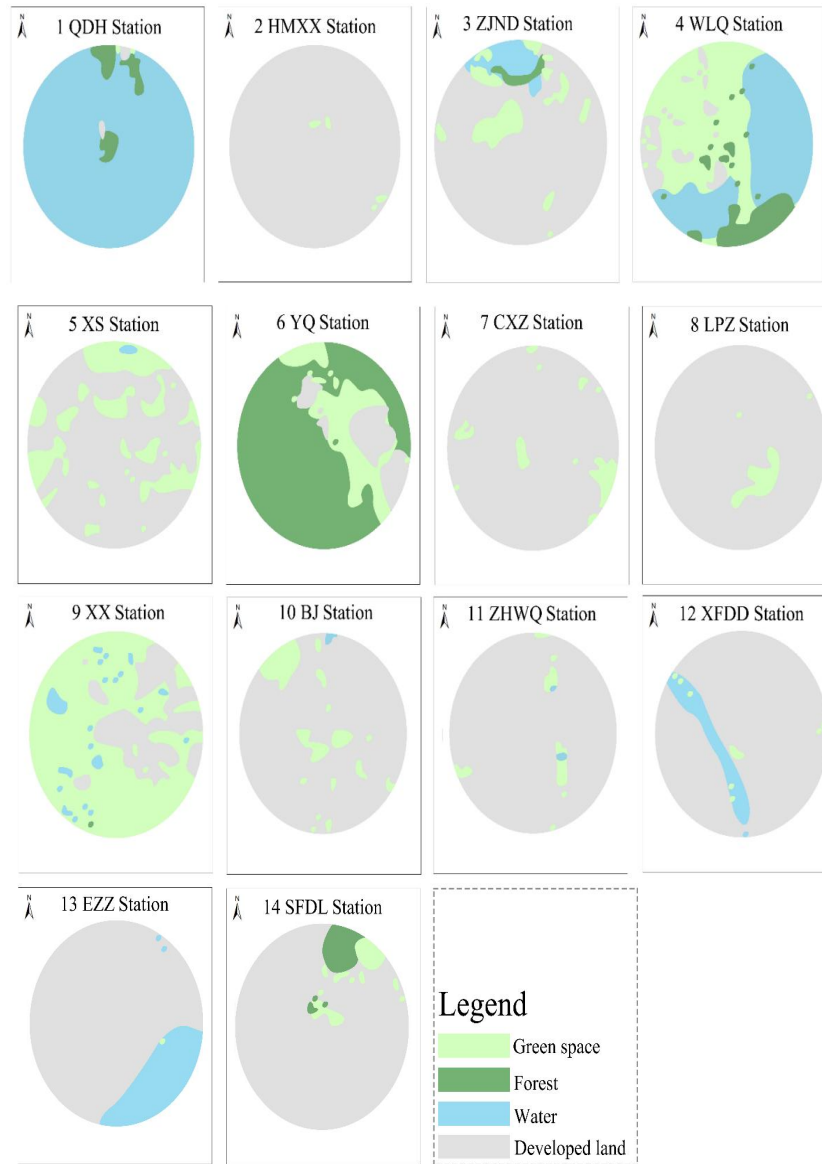 N
1 QDH Station
N
2 HMXX Station
N
3 ZJND Station
N
4 WLQ Station
N
5 XS Station
N
6 YQ Station
N
7 CXZ Station
N
8 LPZ Station
N
9 XX Station
N
10 BJ Station
N
11 ZHWQ Station
N
12 XFDD Station
N
13 EZZ Station
N
14 SFDL Station
Legend
Green space
Forest
Water
Developed land